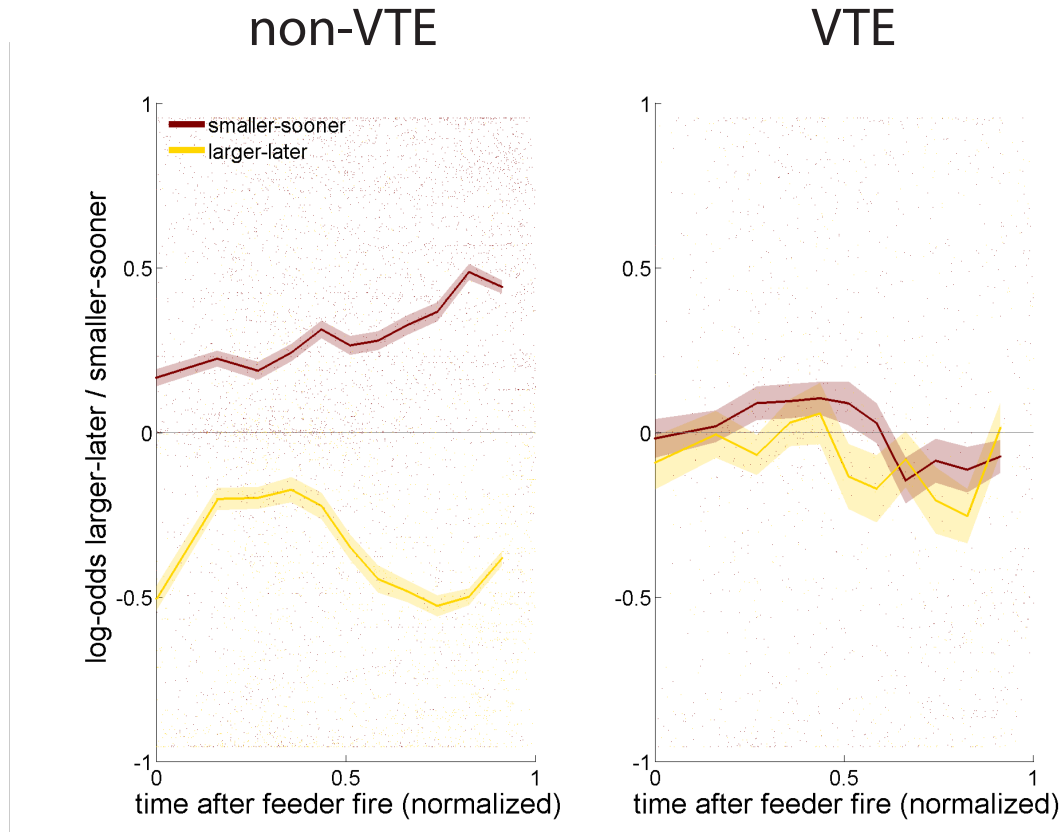 non-VTE
VTE
log-odds larger-later / smaller-sooner
1
0.5
0
-0.5
-1
smaller-sooner
larger-later
0
0.5
1
time after feeder fire (normalized)
1
0.5
0
-0.5
-1
0
0.5
1
time after feeder fire (normalized)